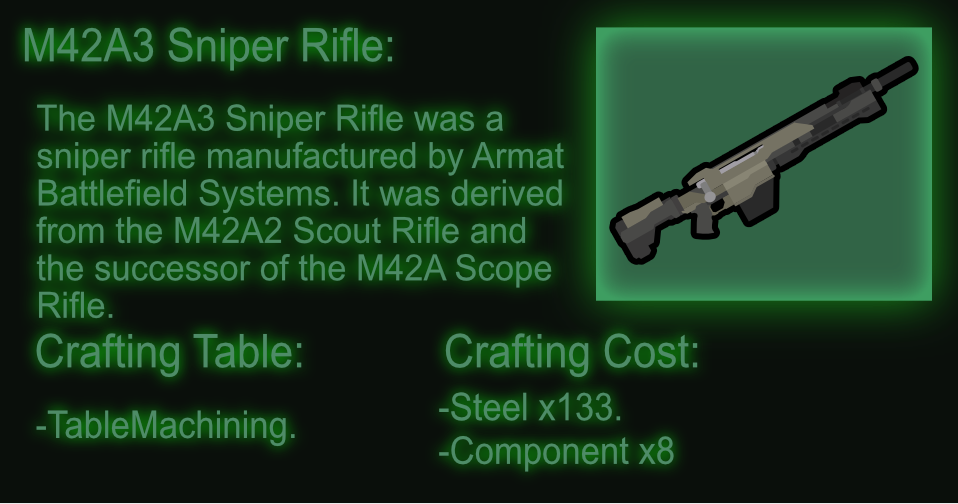 M42A3 Sniper Rifle:
The M42A3 Sniper Rifle was a
sniper rifle manufactured by Armat
Battlefield Systems. It was derived
from the M42A2 Scout Rifle and
the successor of the M42A Scope
Rifle.
Crafting Table:
-TableMachining.
Crafting Cost:
-Steel x133.
-Component x8